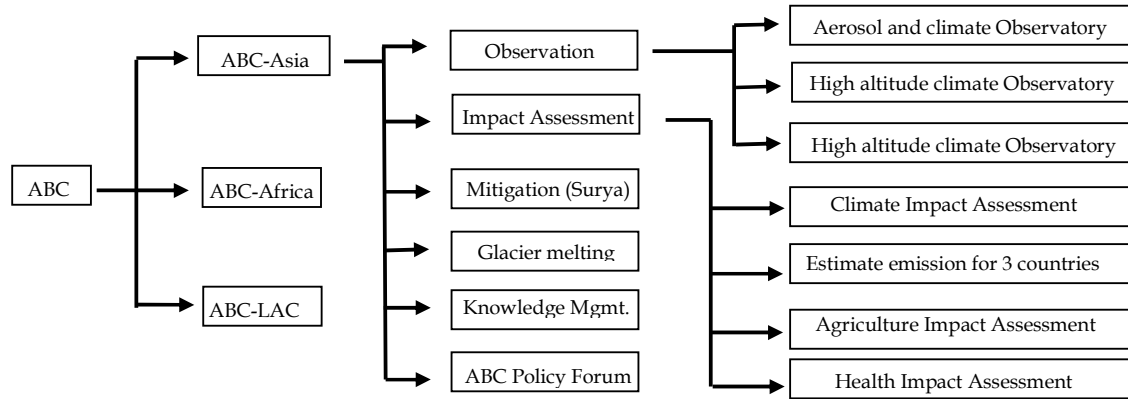 ABC
ABC-Asia
ABC-Africa
ABC-LAC
Observation
Impact Assessment
Mitigation (Surya)
Glacier melting
Knowledge Mgmt.
ABC Policy Forum
Aerosol and climate Observatory
High altitude climate Observatory
High altitude climate Observatory
Climate Impact Assessment
Estimate emission for 3 countries
Agriculture Impact Assessment
Health Impact Assessment